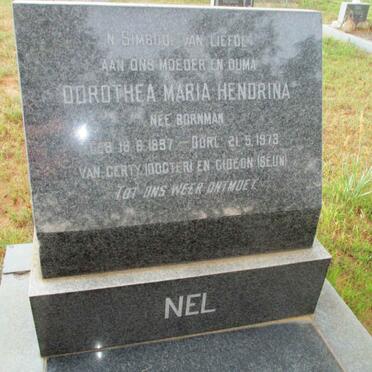 'N SIMBOOL VAN LIEFDE
AAN ONS MOEDER EN OUMA
DOROTHEA MARIA HENDRINA
NEE BORNMAN
GEB. 18.6.1897 – OORL. 21.5.1973
VAN GERTY (DOGTER) EN GIDEON (SEUN)
TOT ONS WEER ONTMOET
NEL